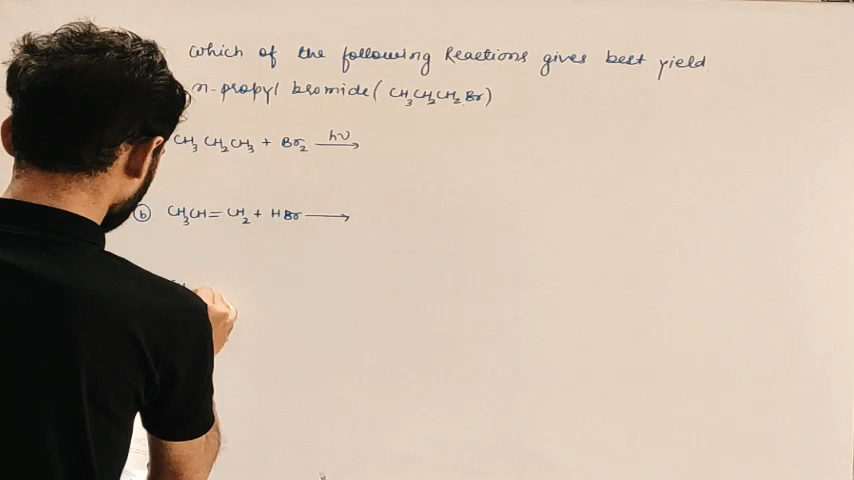 Which of the following Reactions gives best yield
n-propyl bromide (CH₃CH₂CH₂Br)
CH₃CH₂CH₃ + Br₂ hν →
ⓑ CH₃CH=CH₂ + HBr →